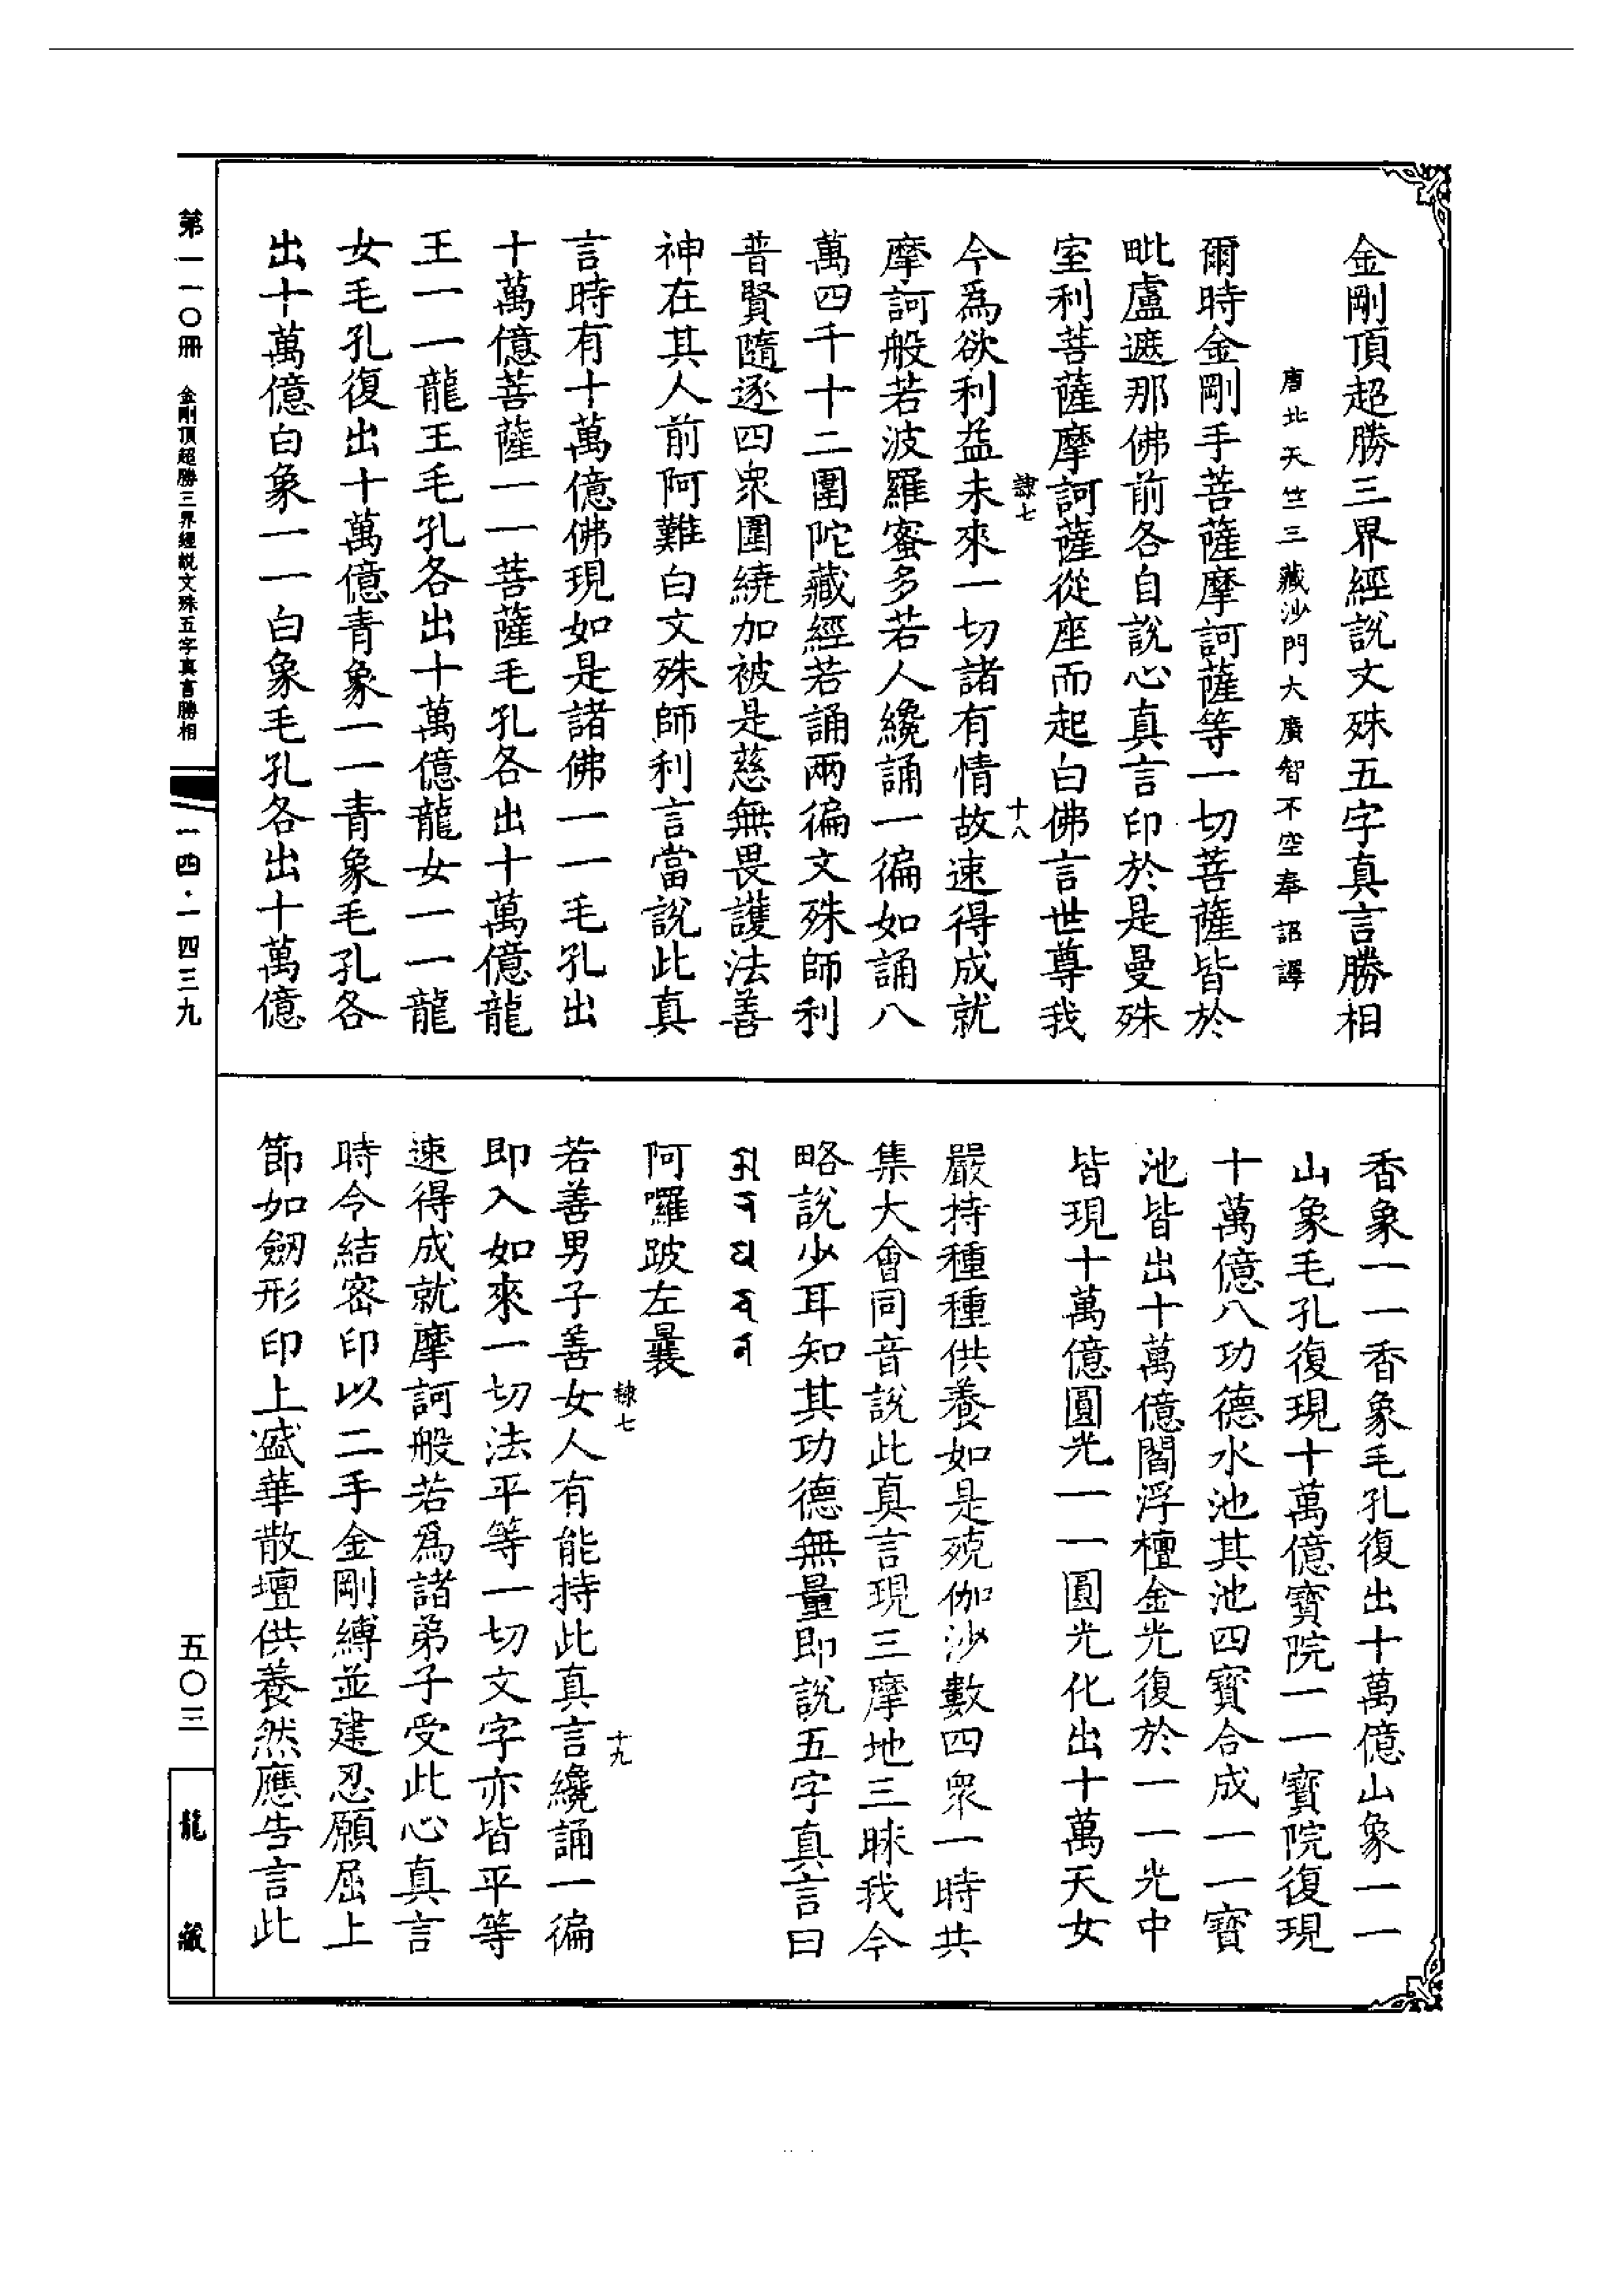 金剛頂超勝三界經說文殊五字真言勝相
唐北天竺三藏沙門大廣智不空奉詔譯
爾時金剛手菩薩摩訶薩等一切菩薩皆於
毗盧遮那佛前各自說心真言印於是曼殊
室利菩薩摩訶薩從座而起白佛言世尊我
隸七
十八
今為欲利益未來一切諸有情故速得成就
摩訶般若波羅蜜多若人纔誦一徧如誦八
萬四千十二圍陀藏經若誦兩徧文殊師利
普賢隨逐四衆圍繞加被是慈無畏護法善
神在其人前阿難白文殊師利言當說此真
言時有十萬億佛現如是諸佛一一毛孔出
十萬億菩薩一一菩薩毛孔各出十萬億龍
王一一龍王毛孔各出十萬億龍女一一龍
女毛孔復出十萬億青象一一青象毛孔各
出十萬億白象一一白象毛孔各出十萬億
香象一一香象毛孔復出十萬億山象一一
山象毛孔復現十萬億寶院一一寶院復現
十萬億八功德水池其池四寶合成一一寶
池皆出十萬億閻浮檀金光復於一一光中
皆現十萬億圓光一一圓光化出十萬天女
嚴持種種供養如是殑伽沙數四衆一時共
集大會同音說此真言現三摩地三昧我今
略說少耳知其功德無量即說五字真言曰
阿囉跛左曩
隸七
十九
若善男子善女人有能持此真言纔誦一徧
即入如來一切法平等一切文字亦皆平等
速得成就摩訶般若為諸弟子受此心真言
時令結密印以二手金剛縛並建忍願屈上
節如劒形印上盛華散壇供養然應告言此
第一一〇冊 金剛頂超勝三界經說文殊五字真言勝相
一四·一四三九
五〇三
龍藏